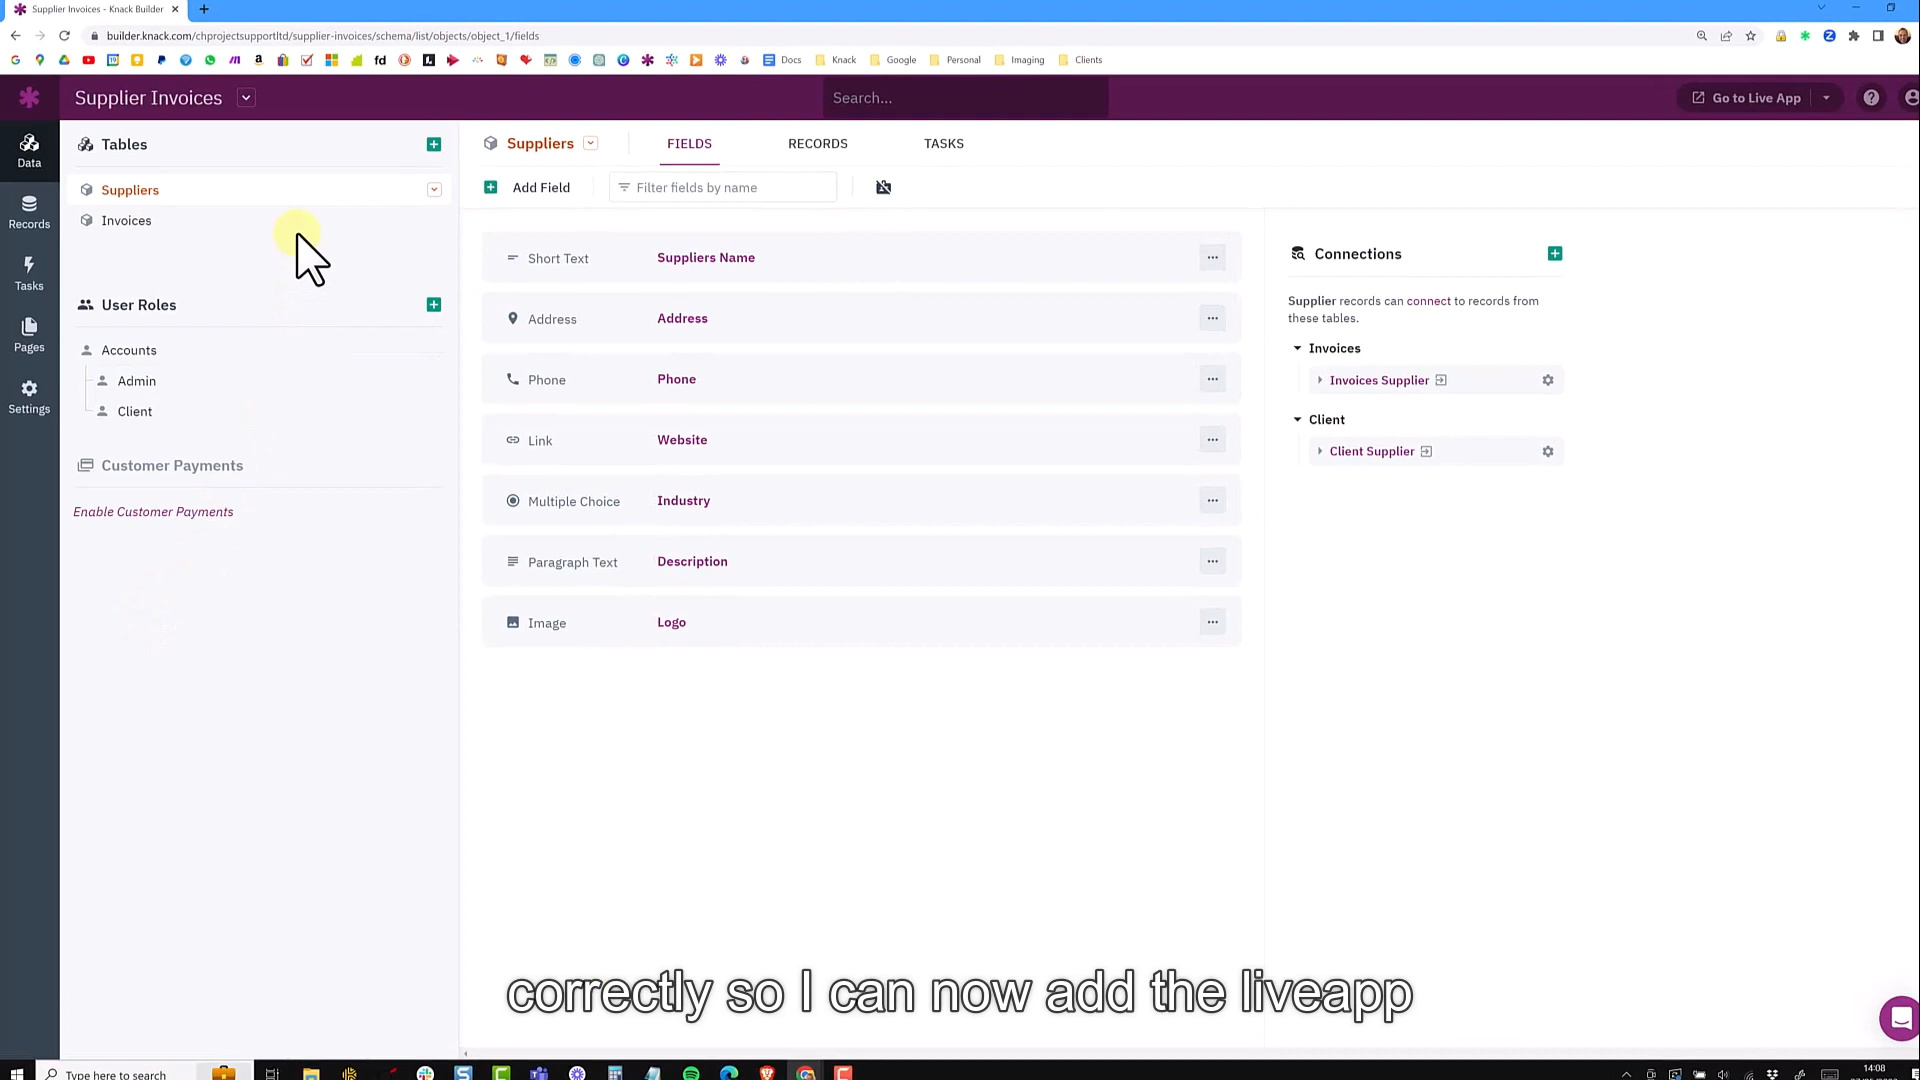 Supplier Invoices - Knack Builder
builder.knack.com/chprojectsupportltd/supplier-invoices/schema/list/objects/object_1/fields
fd
Docs
Knack
Google
Personal
Imaging
Clients
Supplier Invoices
Search...
Go to Live App
Data
Records
Tasks
Pages
Settings
Tables
Suppliers
Invoices
User Roles
Accounts
Admin
Client
Customer Payments
Enable Customer Payments
Suppliers
FIELDS
RECORDS
TASKS
Add Field
Filter fields by name
Short Text Suppliers Name
Address Address
Phone Phone
Link Website
Multiple Choice Industry
Paragraph Text Description
Image Logo
Connections
Supplier records can connect to records from
these tables.
Invoices
Invoices Supplier
Client
Client Supplier
correctly so I can now add the liveapp
Type here to search
14:08